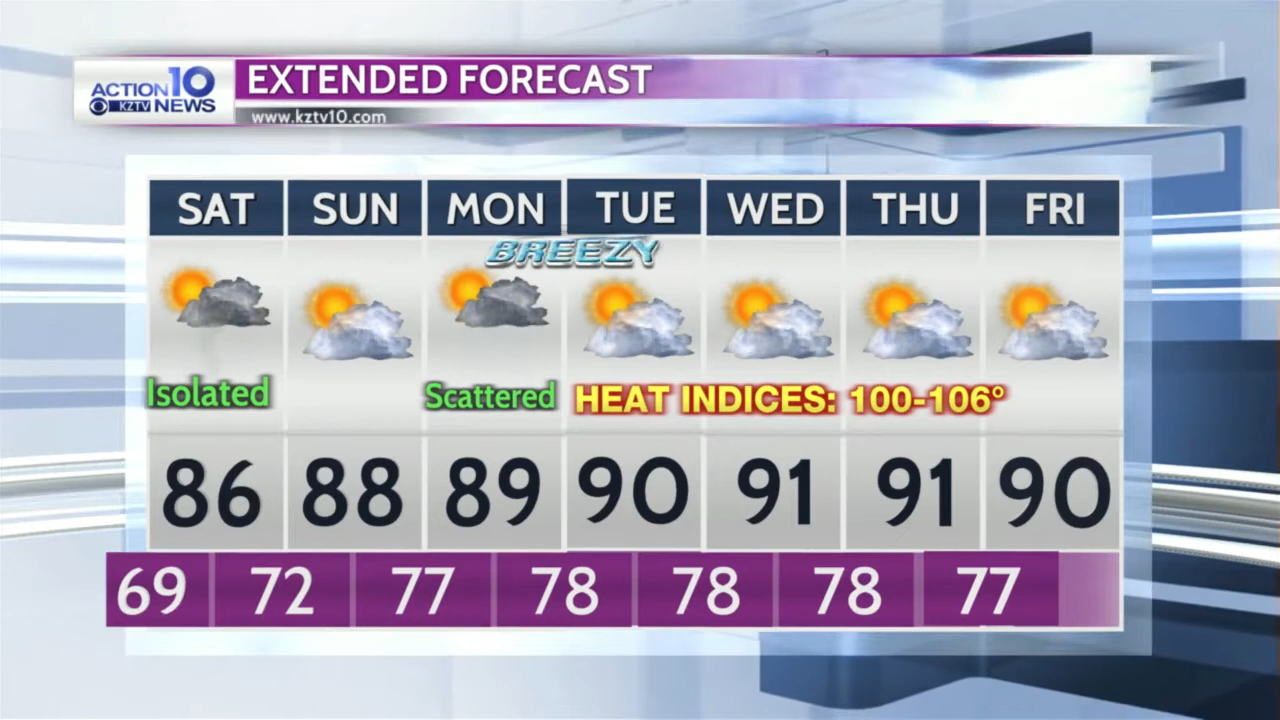 ACTION 10
KZTV NEWS
EXTENDED FORECAST
www.kztv10.com
SAT SUN MON TUE WED THU FRI
BREEZY
Isolated Scattered HEAT INDICES: 100-106°
86 88 89 90 91 91 90
69 72 77 78 78 78 77